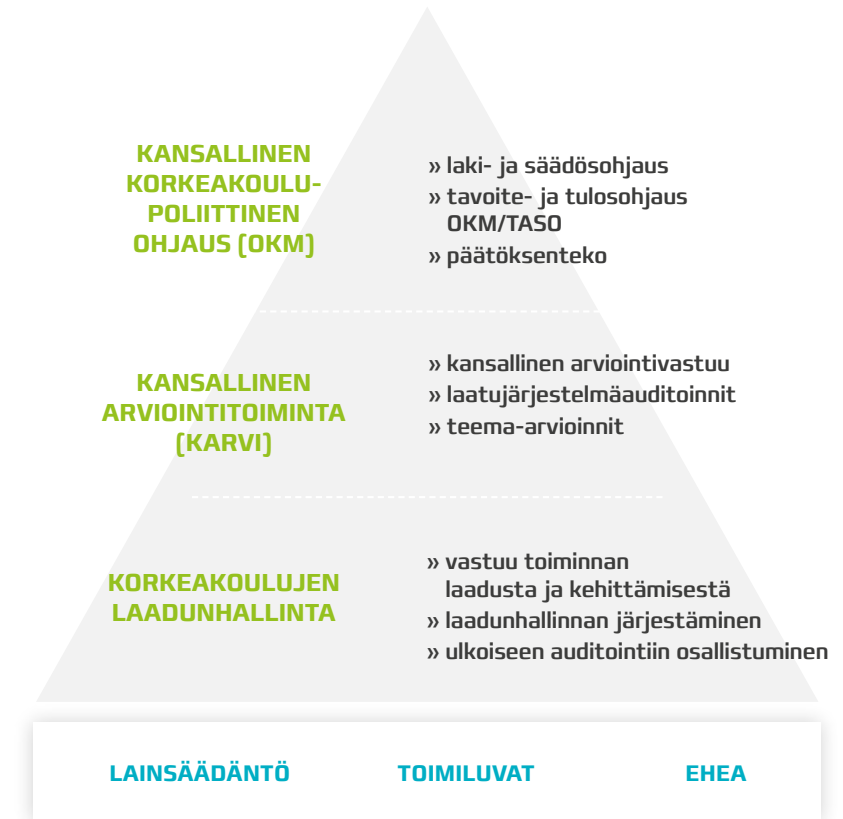 KANSALLINEN
KORKEAKOULU-
POLIITTINEN
OHJAUS (OKM)
» laki- ja säädösohjaus
» tavoite- ja tulosohjaus
OKM/TASO
» päätöksenteko
KANSALLINEN
ARVIOINTITOIMINTA
(KARVI)
» kansallinen arviointivastuu
» laatujärjestelmäauditoinnit
» teema-arvioinnit
KORKEAKOULUJEN
LAADUNHALLINTA
» vastuu toiminnan
laadusta ja kehittämisestä
» laadunhallinnan järjestäminen
» ulkoiseen auditointiin osallistuminen
LAINSÄÄDÄNTÖ TOIMILUVAT EHEA